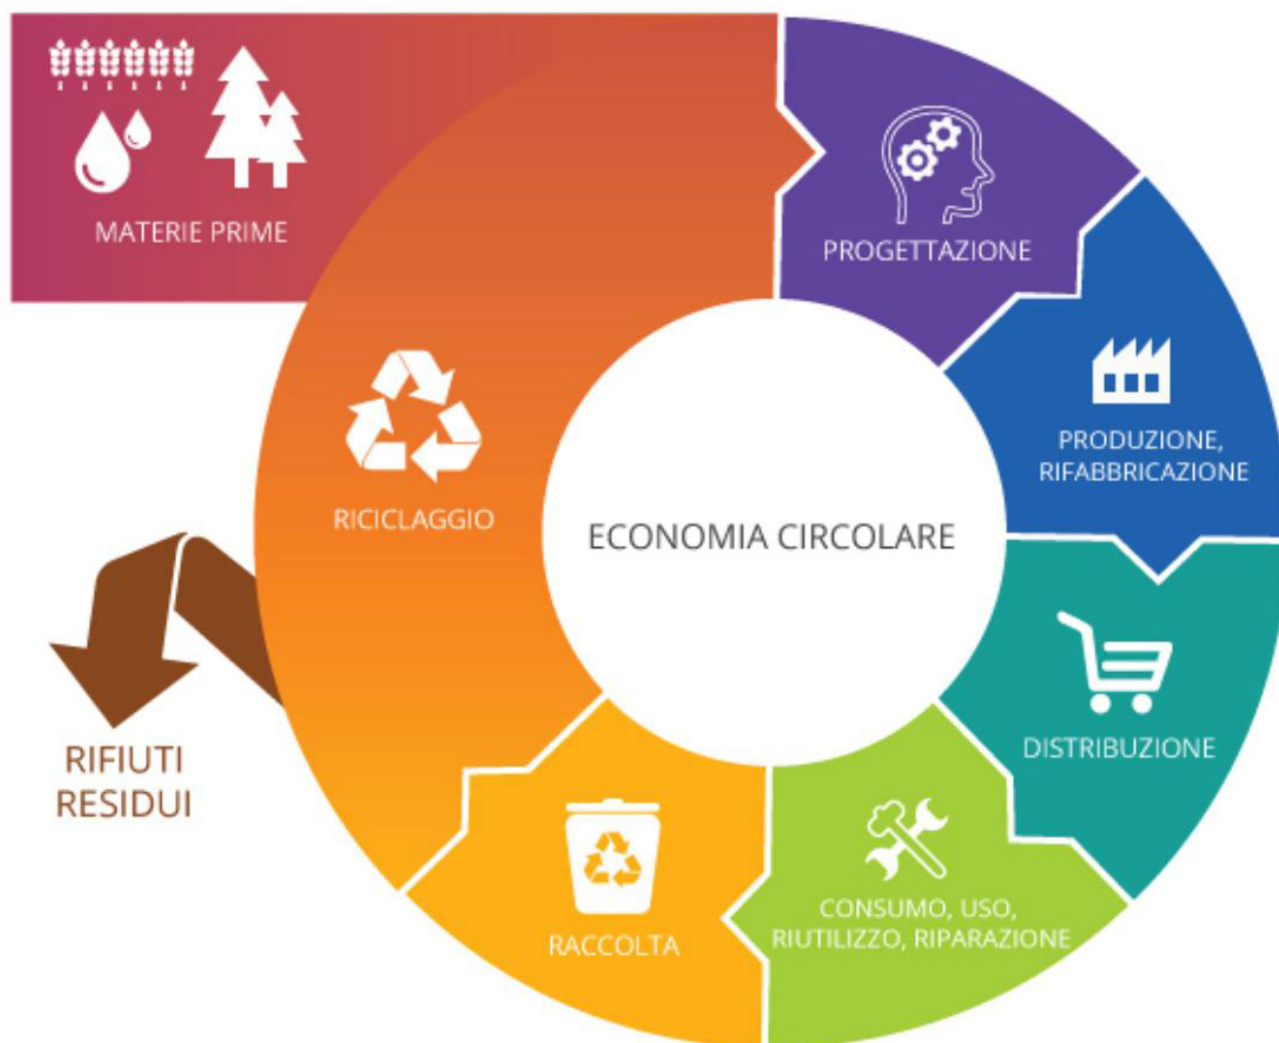 MATERIE PRIME
PROGETTAZIONE
PRODUZIONE,
RIFABBRICAZIONE
RICICLAGGIO
ECONOMIA CIRCOLARE
DISTRIBUZIONE
RIFIUTI
RESIDUI
CONSUMO, USO,
RIUTILIZZO, RIPARAZIONE
RACCOLTA